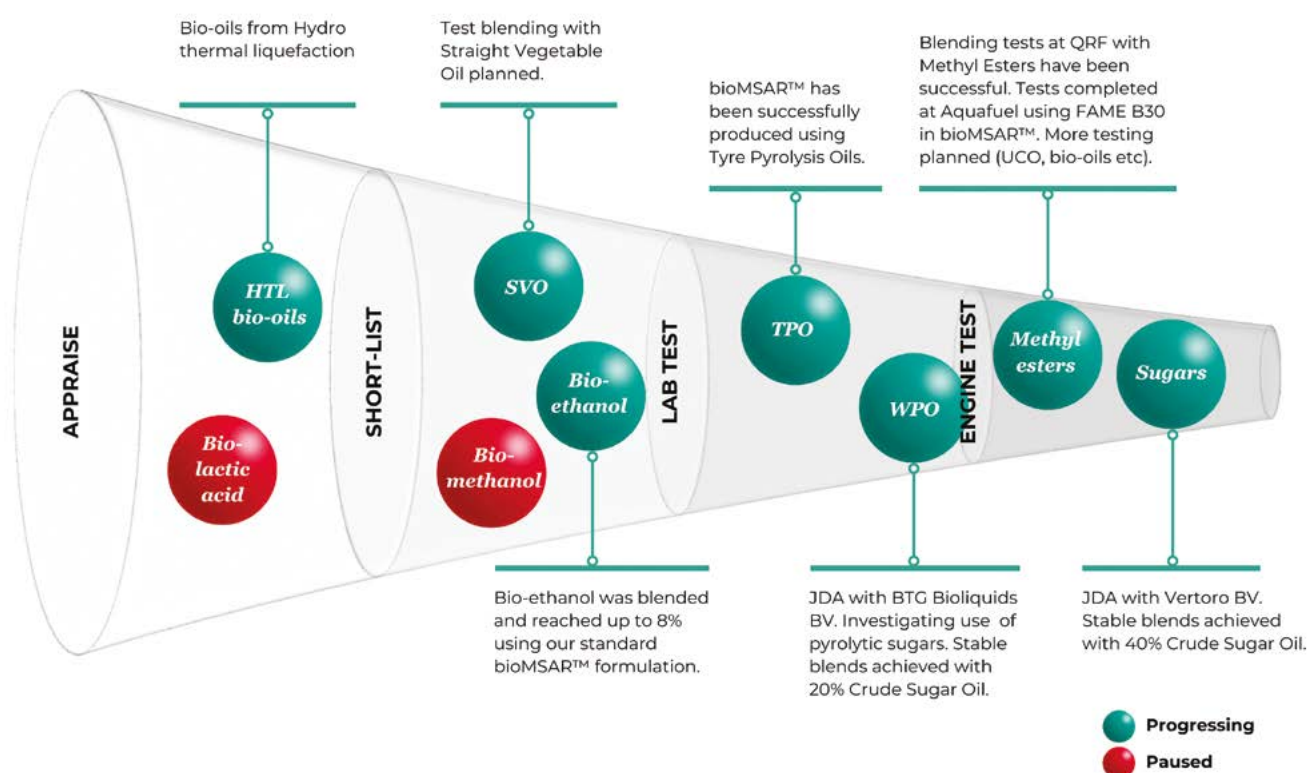 Bio-oils from Hydro
thermal liquefaction
Test blending with
Straight Vegetable
Oil planned.
bioMSAR™ has
been successfully
produced using
Tyre Pyrolysis Oils.
Blending tests at QRF with
Methyl Esters have been
successful. Tests completed
at Aquafuel using FAME B30
in bioMSAR™. More testing
planned (UCO, bio-oils etc).
APPRAISE
HTL
bio-oils
Bio-
lactic
acid
SHORT-LIST
SVO
Bio-
ethanol
Bio-
methanol
LAB TEST
TPO
WPO
ENGINE TEST
Methyl
esters
Sugars
Bio-ethanol was blended
and reached up to 8%
using our standard
bioMSAR™ formulation.
JDA with BTG Bioliquids
BV. Investigating use of
pyrolytic sugars. Stable
blends achieved with
20% Crude Sugar Oil.
JDA with Vertoro BV.
Stable blends achieved
with 40% Crude Sugar Oil.
Progressing
Paused